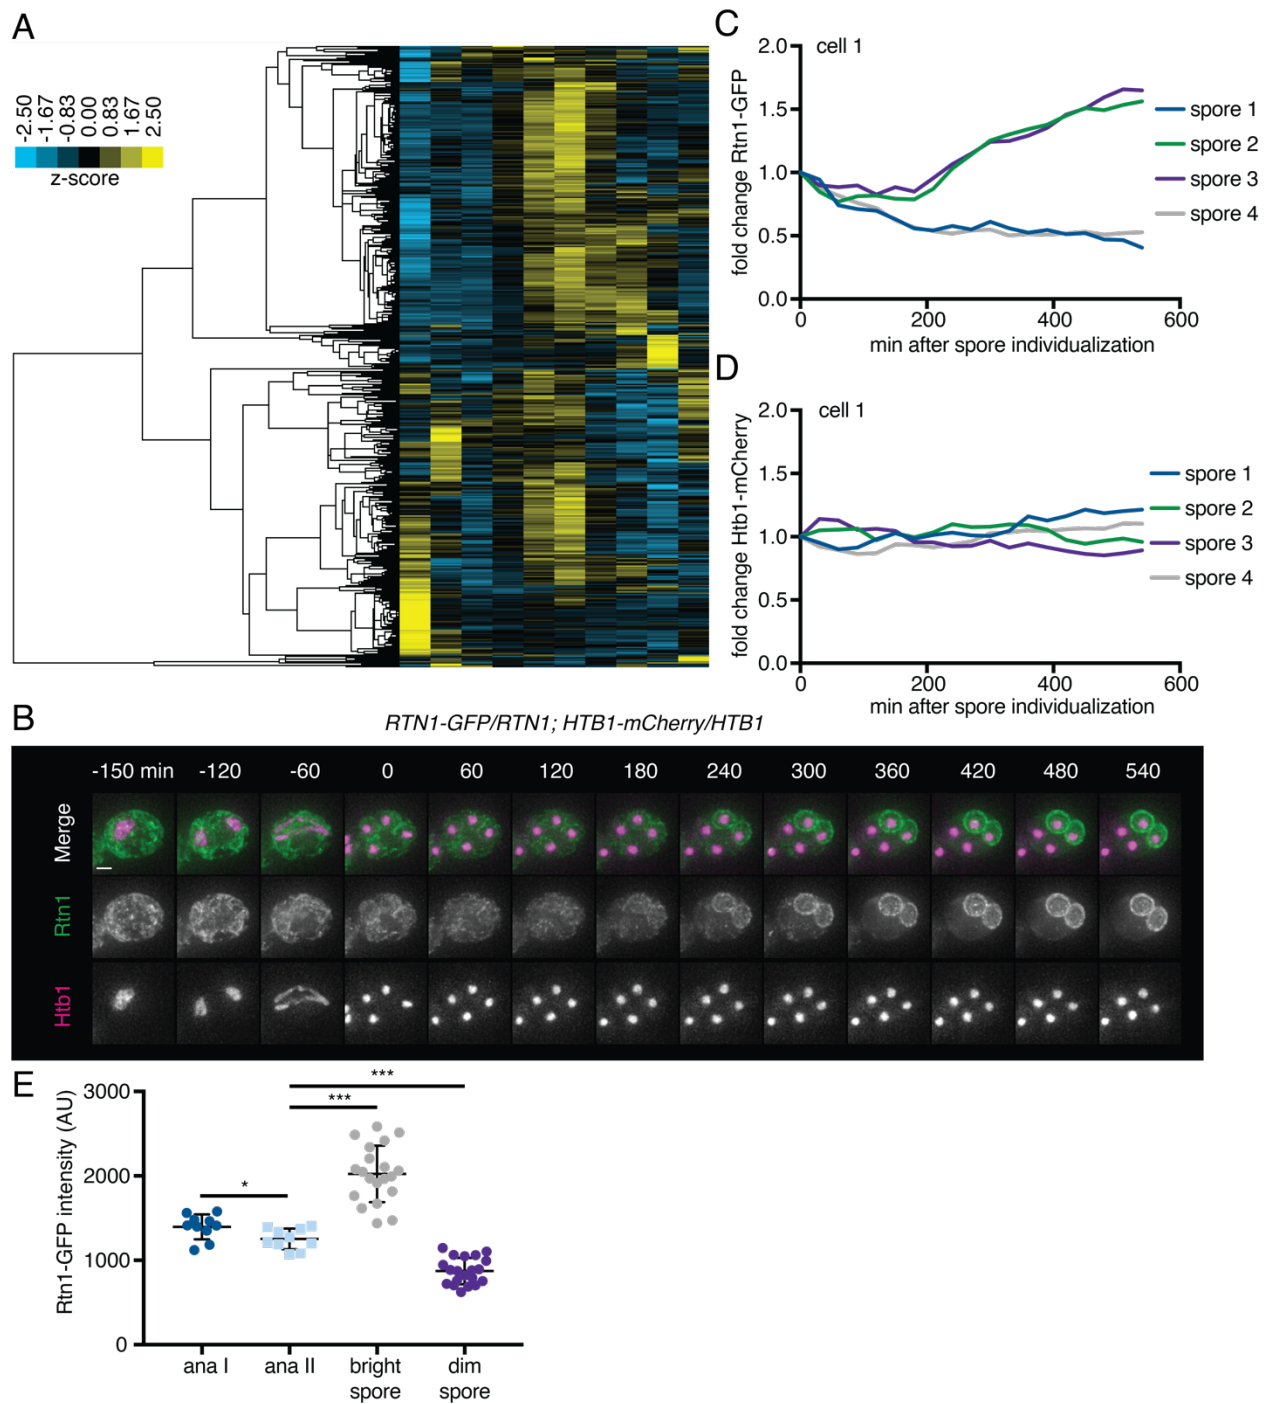 A
-2.50
-1.67
-0.83
0.00
0.83
1.67
2.50
z-score
C
cell 1
fold change Rtn1-GFP
2.0
1.5
1.0
0.5
0.0
0 200 400 600
min after spore individualization
spore 1
spore 2
spore 3
spore 4
D
cell 1
fold change Htb1-mCherry
2.0
1.5
1.0
0.5
0.0
0 200 400 600
min after spore individualization
spore 1
spore 2
spore 3
spore 4
B
RTN1-GFP/RTN1; HTB1-mCherry/HTB1
-150 min -120 -60 0 60 120 180 240 300 360 420 480 540
Merge
Rtn1
Htb1
E
Rtn1-GFP intensity (AU)
3000
2000
1000
0
*
***
***
ana I ana II bright spore dim spore